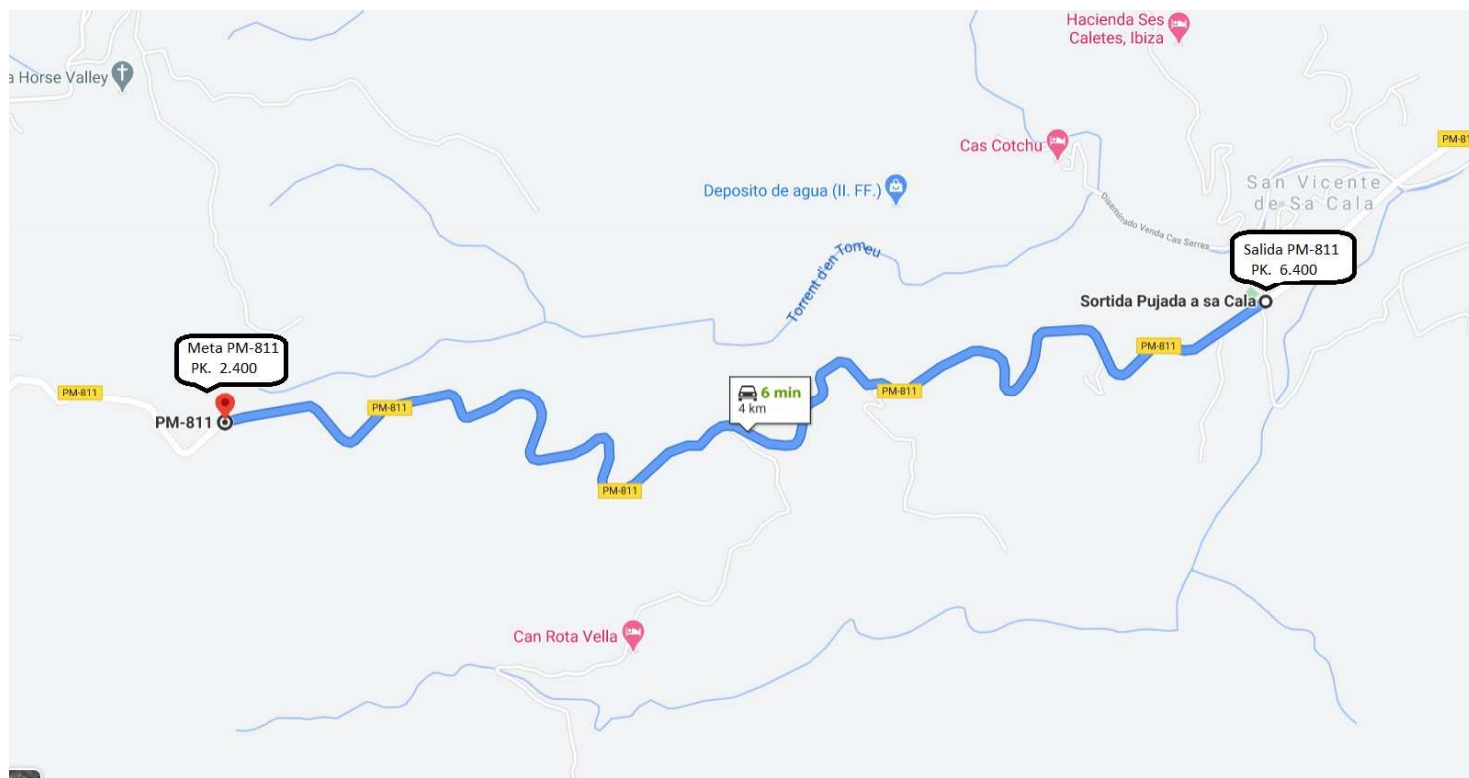 Hacienda Ses
Caletes, Ibiza
a Horse Valley
PM-81
Cas Cotchu
San Vicente
de Sa Cala
Deposito de agua (II. FF.)
Diseminado Venda Cas Serres
Salida PM-811
PK. 6.400
Torrent d'en Tomeu
Sortida Pujada a sa Cala
Meta PM-811
PK. 2.400
PM-811
PM-811
PM-811
6 min
4 km
PM-811
PM-811
PM-811
Can Rota Vella